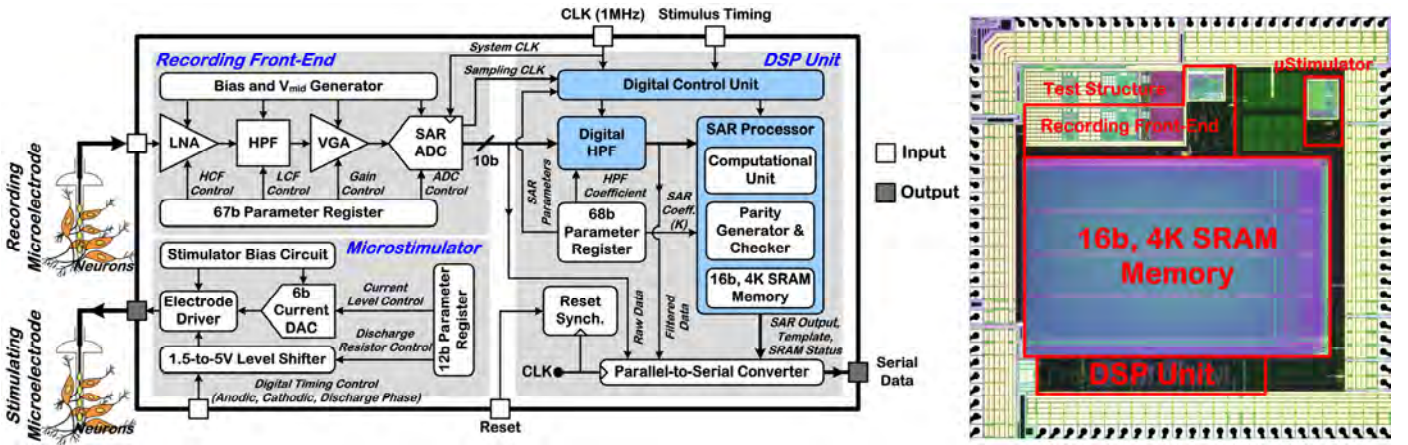 CLK (1MHz)
Stimulus Timing
Recording Front-End
System CLK
DSP Unit
Sampling CLK
Bias and Vmid Generator
Digital Control Unit
LNA
HPF
VGA
SAR
ADC
10b
Digital
HPF
SAR Processor
Computational
Unit
Parity
Generator &
Checker
16b, 4K SRAM
Memory
HCF
Control
LCF
Control
Gain
Control
ADC
Control
67b Parameter Register
SAR
Parameters
HPF
Coefficient
68b
Parameter
Register
SAR
Coeff.
(K)
Input
Output
Recording
Microelectrode
Neurons
Microstimulator
Stimulator Bias Circuit
Electrode
Driver
6b
Current
DAC
Current
Level Control
Discharge
Resistor Control
12b Parameter
Register
1.5-to-5V Level Shifter
Digital Timing Control
(Anodic, Cathodic, Discharge Phase)
Stimulating
Microelectrode
Neurons
Reset
Synch.
Raw Data
Filtered
Data
SAR Output,
Template,
SRAM Status
CLK
Parallel-to-Serial Converter
Serial
Data
Reset
µStimulator
Test Structure
Recording Front-End
16b, 4K SRAM
Memory
DSP Unit